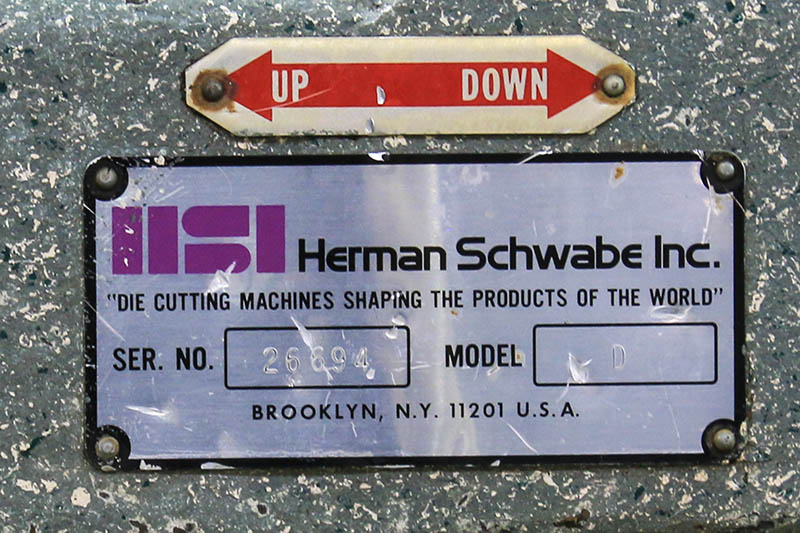 UP DOWN
HSI Herman Schwabe Inc.
"DIE CUTTING MACHINES SHAPING THE PRODUCTS OF THE WORLD"
SER. NO. 26694 MODEL D
BROOKLYN, N.Y. 11201 U.S.A.